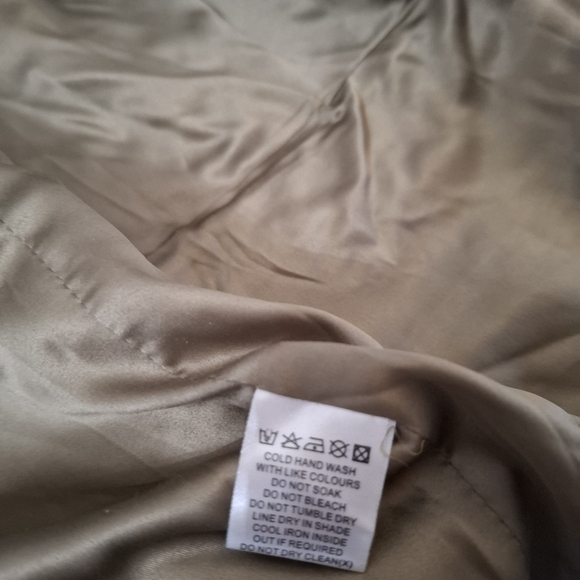 COLD HAND WASH
WITH LIKE COLOURS
DO NOT SOAK
DO NOT BLEACH
DO NOT TUMBLE DRY
LINE DRY IN SHADE
COOL IRON INSIDE
OUT IF REQUIRED
DO NOT DRY CLEAN(X)